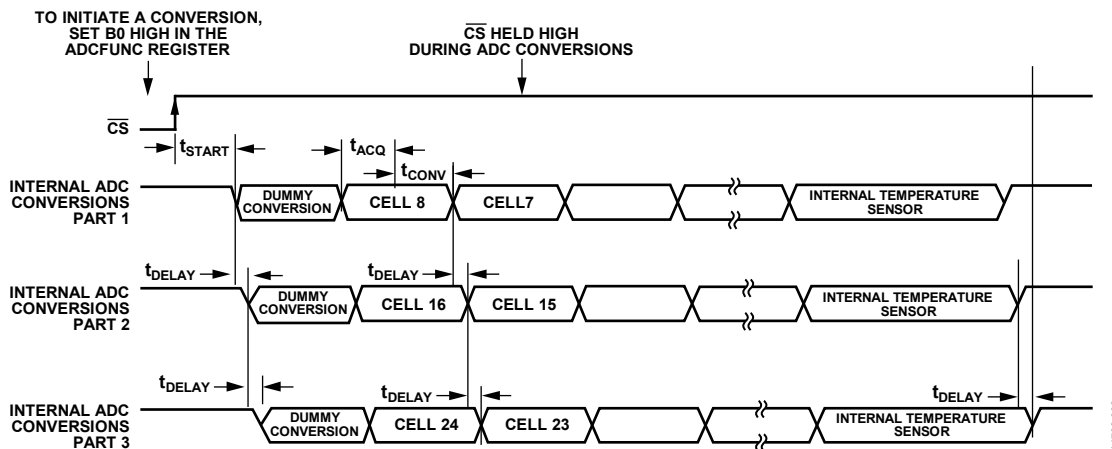 TO INITIATE A CONVERSION,
SET B0 HIGH IN THE
ADCFUNC REGISTER
CS HELD HIGH
DURING ADC CONVERSIONS
CS
tSTART
tACQ
tCONV
INTERNAL ADC
CONVERSIONS
PART 1
DUMMY
CONVERSION
CELL 8
CELL7
INTERNAL TEMPERATURE
SENSOR
tDELAY
tDELAY
INTERNAL ADC
CONVERSIONS
PART 2
DUMMY
CONVERSION
CELL 16
CELL 15
INTERNAL TEMPERATURE
SENSOR
tDELAY
tDELAY
tDELAY
INTERNAL ADC
CONVERSIONS
PART 3
DUMMY
CONVERSION
CELL 24
CELL 23
INTERNAL TEMPERATURE
SENSOR